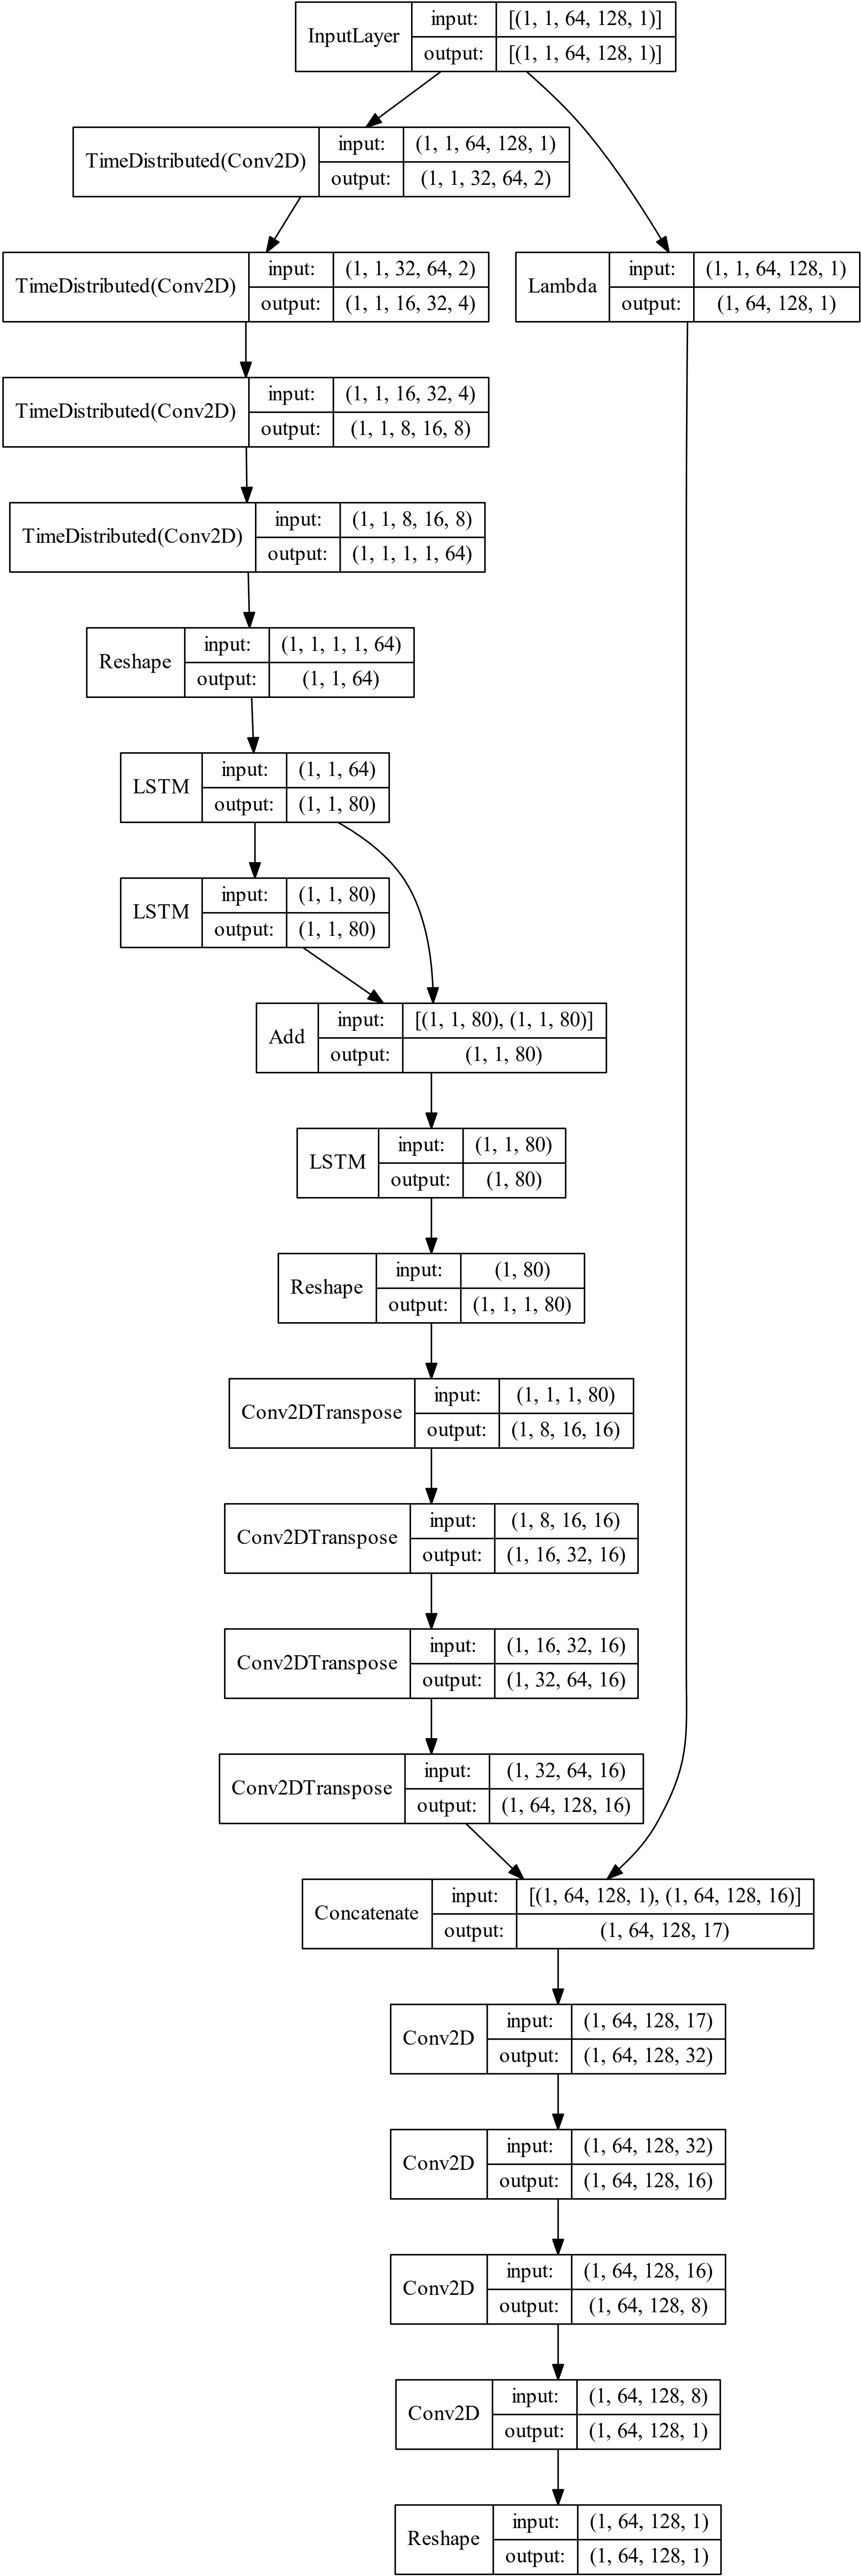 InputLayer
input: [(1, 1, 64, 128, 1)]
output: [(1, 1, 64, 128, 1)]
TimeDistributed(Conv2D)
input: (1, 1, 64, 128, 1)
output: (1, 1, 32, 64, 2)
TimeDistributed(Conv2D)
input: (1, 1, 32, 64, 2)
output: (1, 1, 16, 32, 4)
Lambda
input: (1, 1, 64, 128, 1)
output: (1, 64, 128, 1)
TimeDistributed(Conv2D)
input: (1, 1, 16, 32, 4)
output: (1, 1, 8, 16, 8)
TimeDistributed(Conv2D)
input: (1, 1, 8, 16, 8)
output: (1, 1, 1, 1, 64)
Reshape
input: (1, 1, 1, 1, 64)
output: (1, 1, 64)
LSTM
input: (1, 1, 64)
output: (1, 1, 80)
LSTM
input: (1, 1, 80)
output: (1, 1, 80)
Add
input: [(1, 1, 80), (1, 1, 80)]
output: (1, 1, 80)
LSTM
input: (1, 1, 80)
output: (1, 80)
Reshape
input: (1, 80)
output: (1, 1, 1, 80)
Conv2DTranspose
input: (1, 1, 1, 80)
output: (1, 8, 16, 16)
Conv2DTranspose
input: (1, 8, 16, 16)
output: (1, 16, 32, 16)
Conv2DTranspose
input: (1, 16, 32, 16)
output: (1, 32, 64, 16)
Conv2DTranspose
input: (1, 32, 64, 16)
output: (1, 64, 128, 16)
Concatenate
input: [(1, 64, 128, 1), (1, 64, 128, 16)]
output: (1, 64, 128, 17)
Conv2D
input: (1, 64, 128, 17)
output: (1, 64, 128, 32)
Conv2D
input: (1, 64, 128, 32)
output: (1, 64, 128, 16)
Conv2D
input: (1, 64, 128, 16)
output: (1, 64, 128, 8)
Conv2D
input: (1, 64, 128, 8)
output: (1, 64, 128, 1)
Reshape
input: (1, 64, 128, 1)
output: (1, 64, 128, 1)